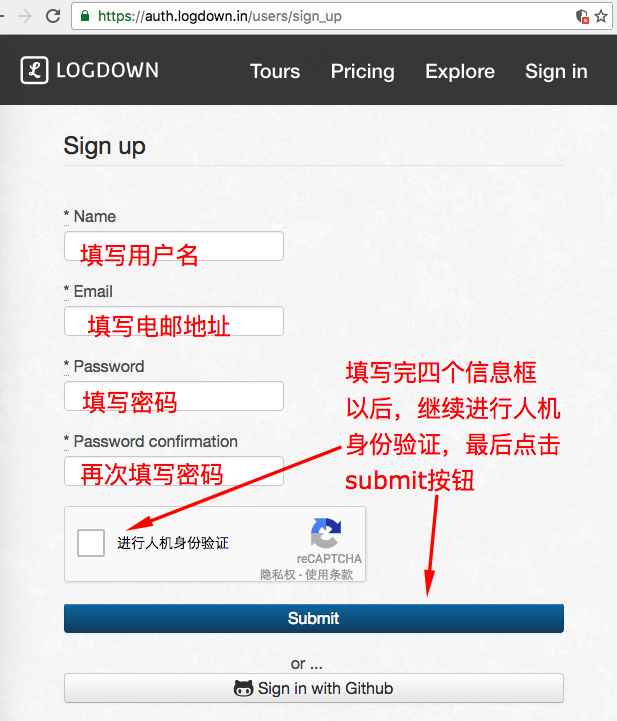 https://auth.logdown.in/users/sign_up
LOGDOWN
Tours
Pricing
Explore
Sign in
Sign up
* Name
填写用户名
* Email
填写电邮地址
* Password
填写密码
* Password confirmation
再次填写密码
填写完四个信息框
以后，继续进行人机
身份验证，最后点击
submit按钮
进行人机身份验证
reCAPTCHA
隐私权 - 使用条款
Submit
or ...
Sign in with Github